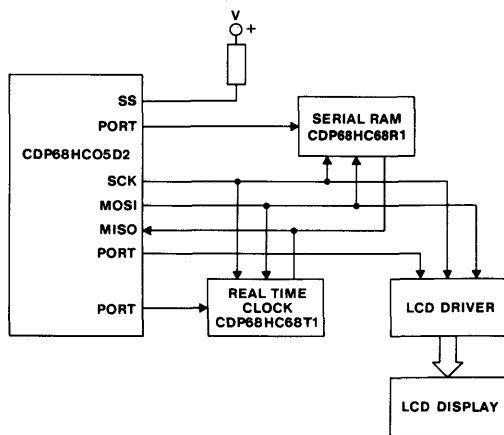 V
+
SS
PORT
CDP68HC05D2
SCK
MOSI
MISO
PORT
PORT
SERIAL RAM
CDP68HC68R1
REAL TIME
CLOCK
CDP68HC68T1
LCD DRIVER
LCD DISPLAY